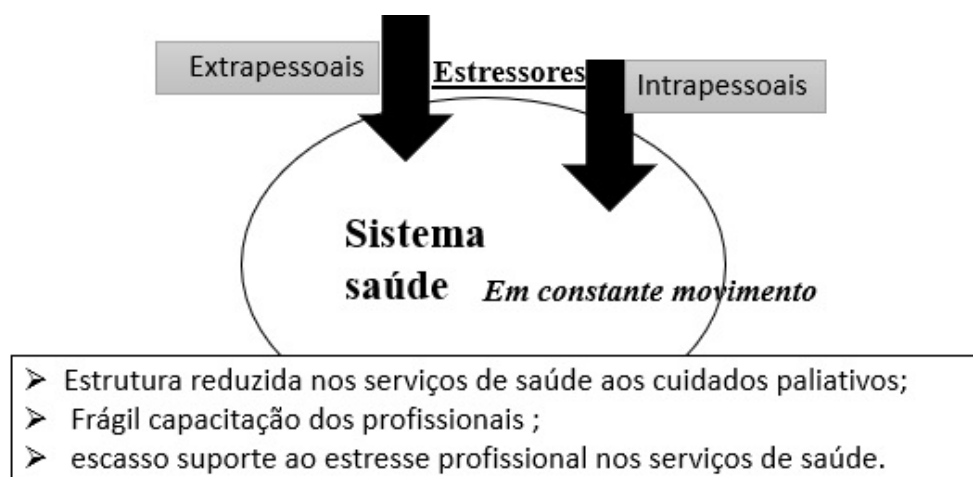 Extrapessoais
Estressores
Intrapessoais
Sistema
saúde Em constante movimento
➢ Estrutura reduzida nos serviços de saúde aos cuidados paliativos;
➢ Frágil capacitação dos profissionais ;
➢ escasso suporte ao estresse profissional nos serviços de saúde.